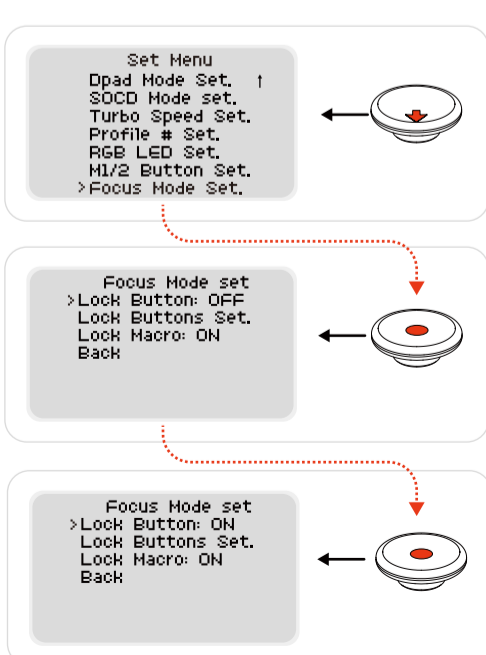 Set Menu
Dpad Mode Set. ↑
SOCD Mode set.
Turbo Speed Set.
Profile # Set.
RGB LED Set.
M1/2 Button Set.
>Focus Mode Set.
Focus Mode set
>Lock Button: OFF
Lock Buttons Set.
Lock Macro: ON
Back
Focus Mode set
>Lock Button: ON
Lock Buttons Set.
Lock Macro: ON
Back